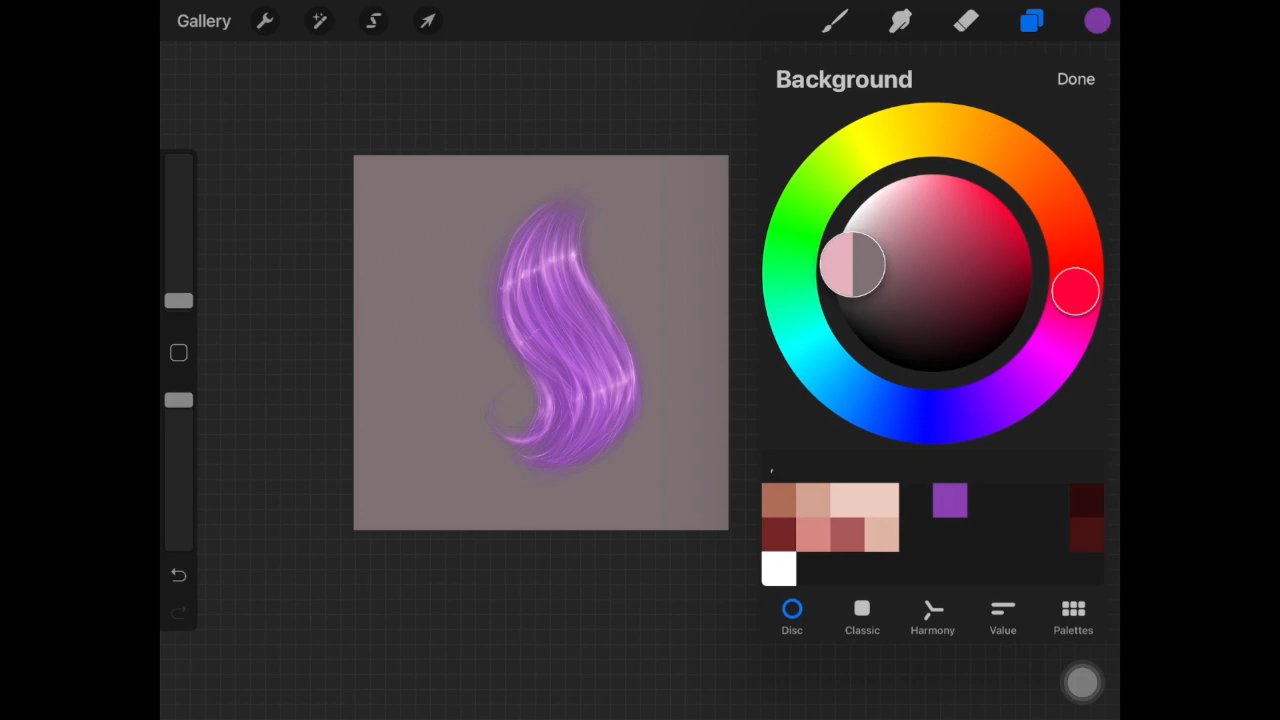 Gallery
Background
Done
,
Disc
Classic
Harmony
Value
Palettes